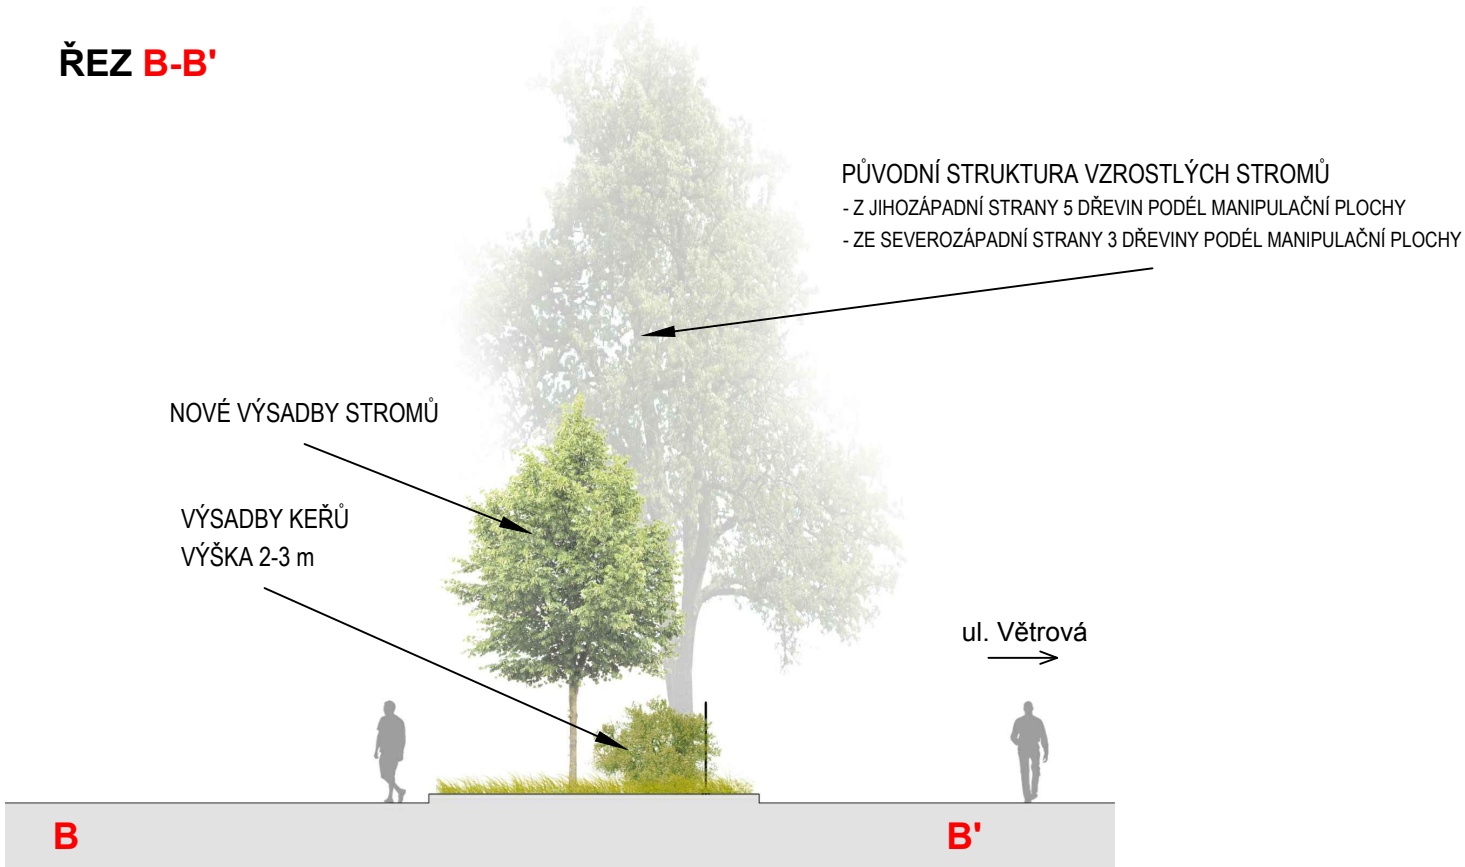 ŘEZ B-B'
PŮVODNÍ STRUKTURA VZROSTLÝCH STROMŮ
- Z JIHOZÁPADNÍ STRANY 5 DŘEVIN PODÉL MANIPULAČNÍ PLOCHY
- ZE SEVEROZÁPADNÍ STRANY 3 DŘEVINY PODÉL MANIPULAČNÍ PLOCHY
NOVÉ VÝSADBY STROMŮ
VÝSADBY KEŘŮ
VÝŠKA 2-3 m
ul. Větrová
B
B'